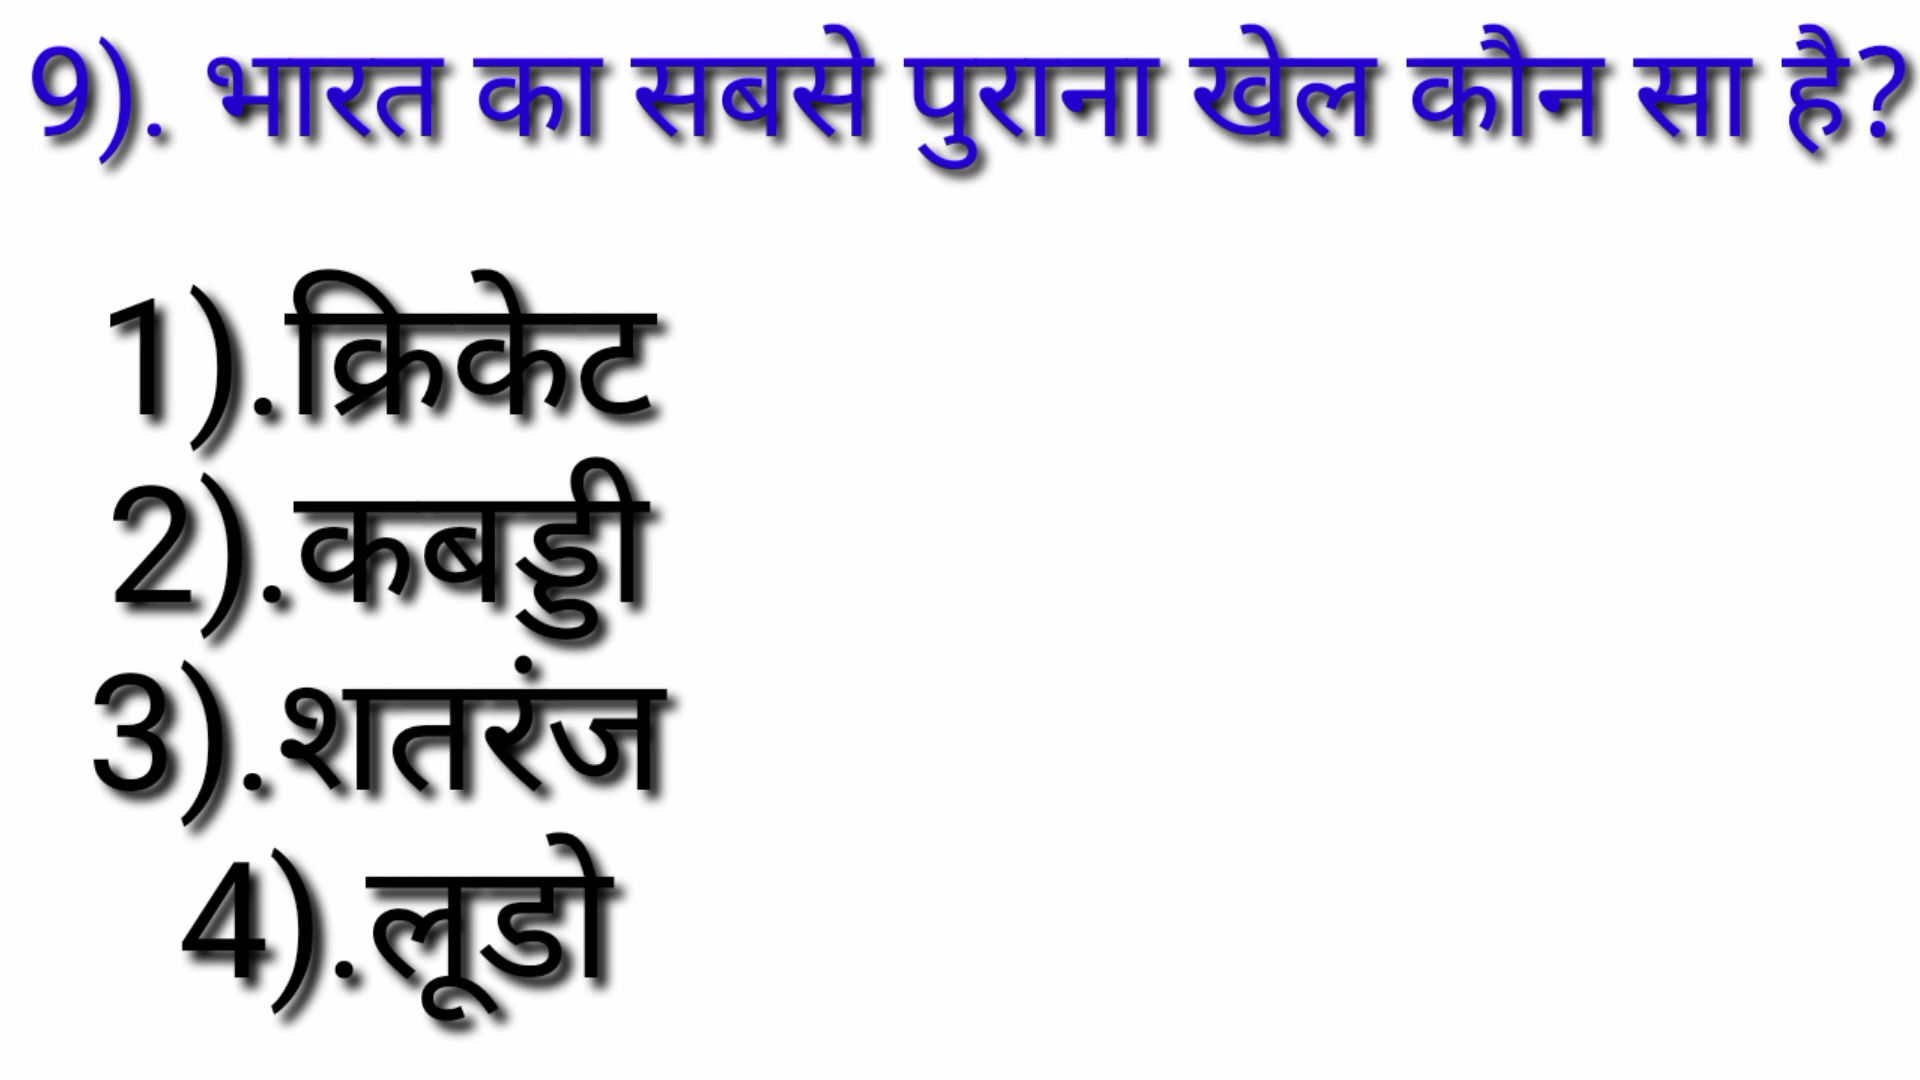 9). भारत का सबसे पुराना खेल कौन सा है?
1).क्रिकेट
2).कबड्डी
3).शतरंज
4).लूडो